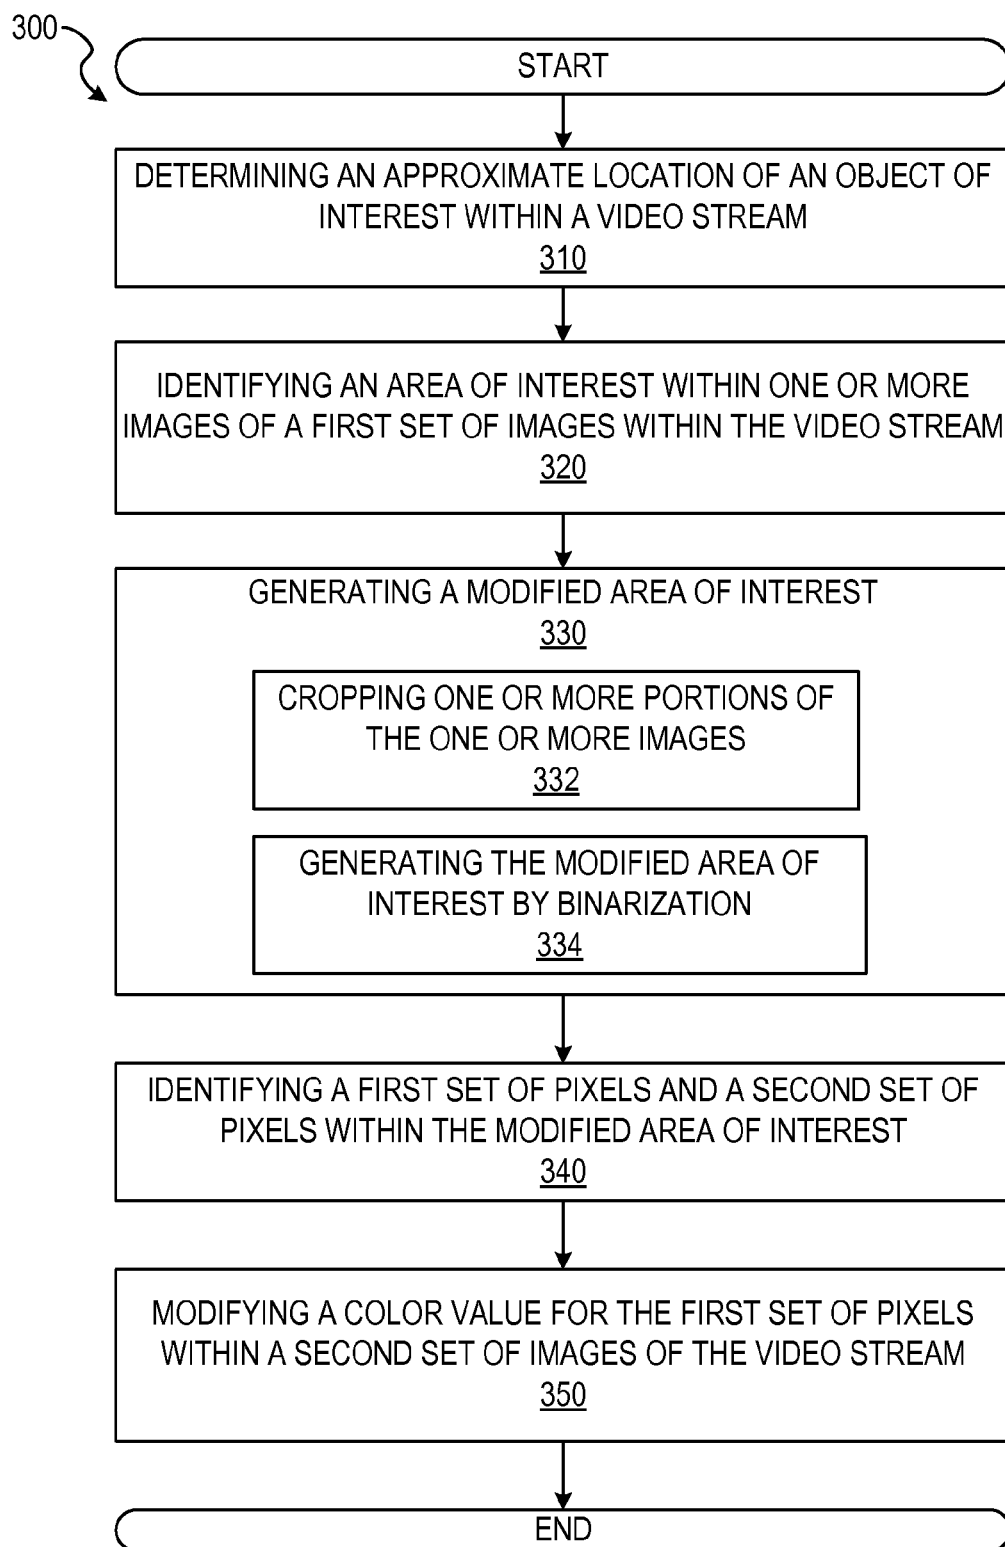 300
START
DETERMINING AN APPROXIMATE LOCATION OF AN OBJECT OF
INTEREST WITHIN A VIDEO STREAM
310
IDENTIFYING AN AREA OF INTEREST WITHIN ONE OR MORE
IMAGES OF A FIRST SET OF IMAGES WITHIN THE VIDEO STREAM
320
GENERATING A MODIFIED AREA OF INTEREST
330
CROPPING ONE OR MORE PORTIONS OF
THE ONE OR MORE IMAGES
332
GENERATING THE MODIFIED AREA OF
INTEREST BY BINARIZATION
334
IDENTIFYING A FIRST SET OF PIXELS AND A SECOND SET OF
PIXELS WITHIN THE MODIFIED AREA OF INTEREST
340
MODIFYING A COLOR VALUE FOR THE FIRST SET OF PIXELS
WITHIN A SECOND SET OF IMAGES OF THE VIDEO STREAM
350
END